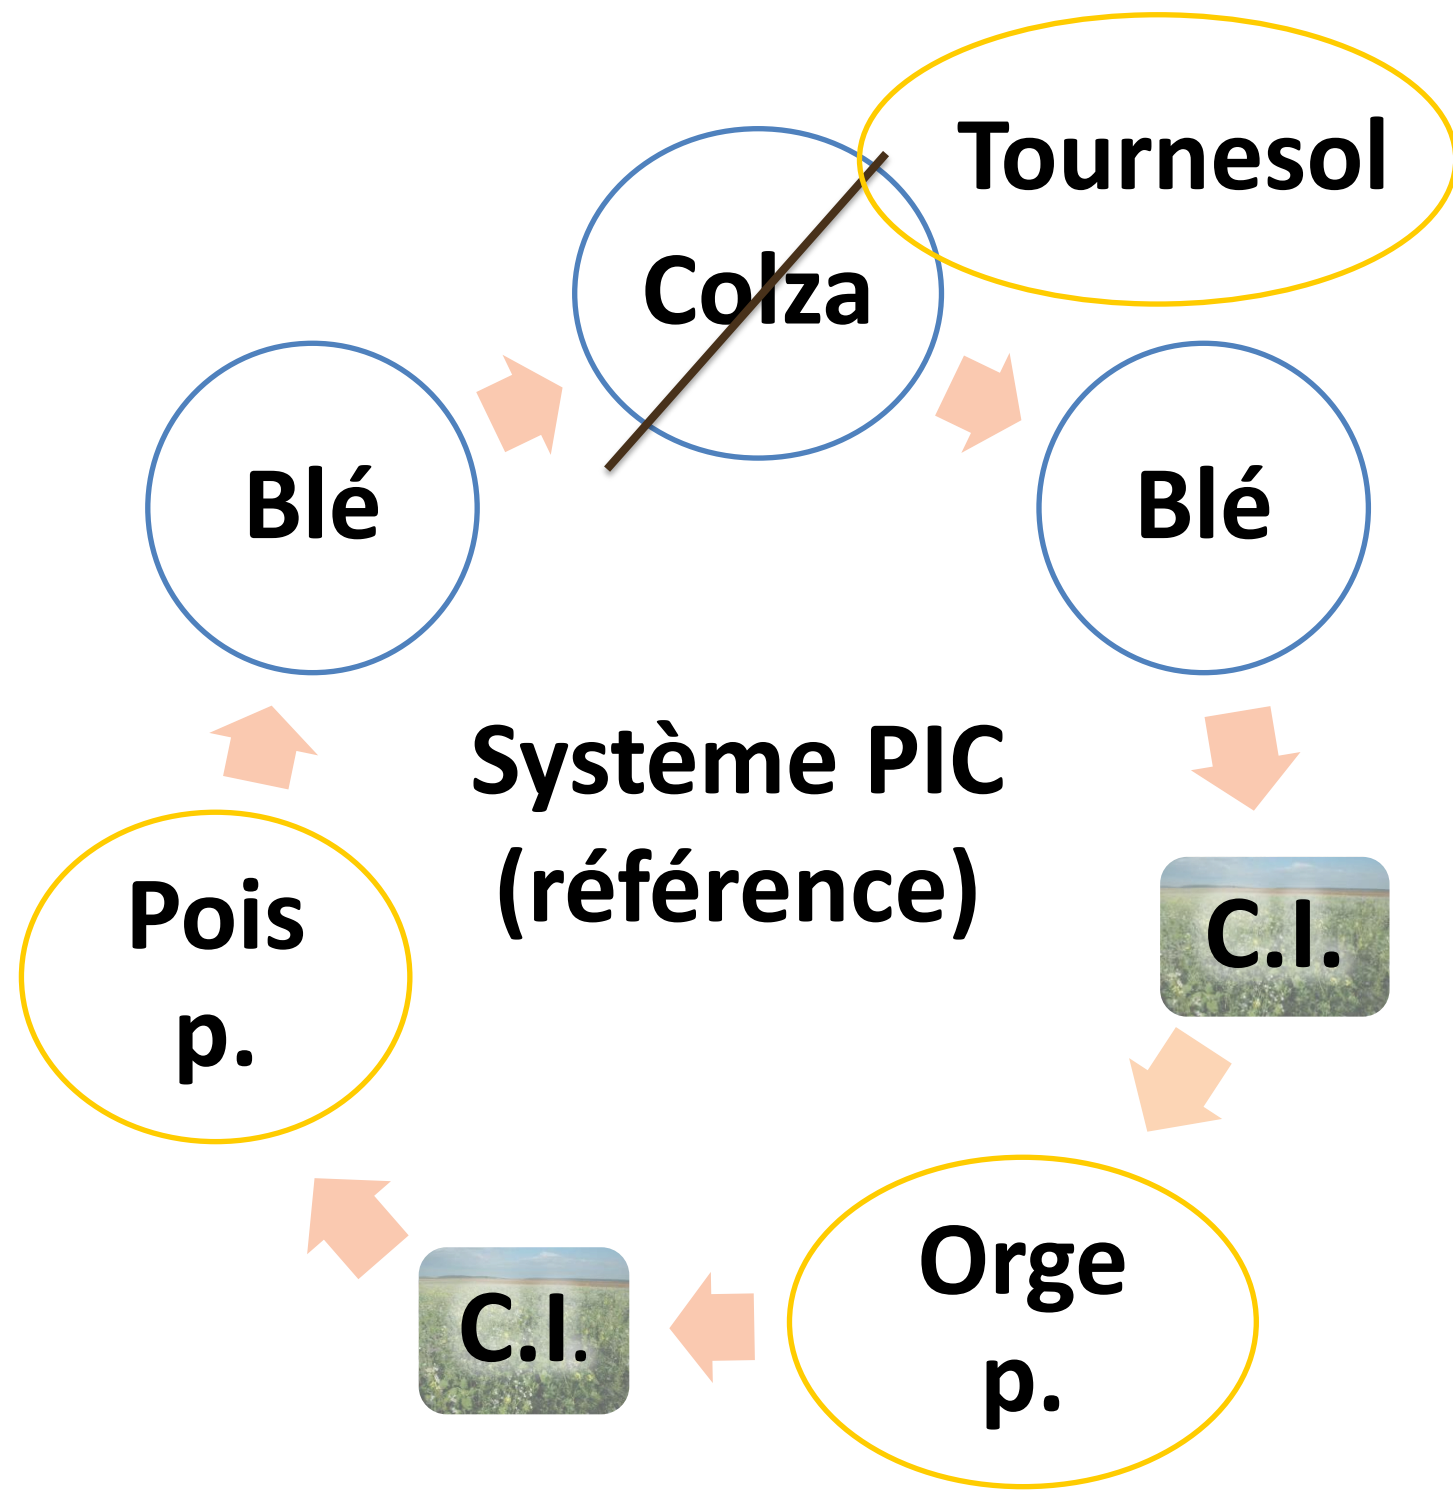 Tournesol
Colza
Blé
Blé
Système PIC
(référence)
Pois
p.
C.I.
Orge
p.
C.I.